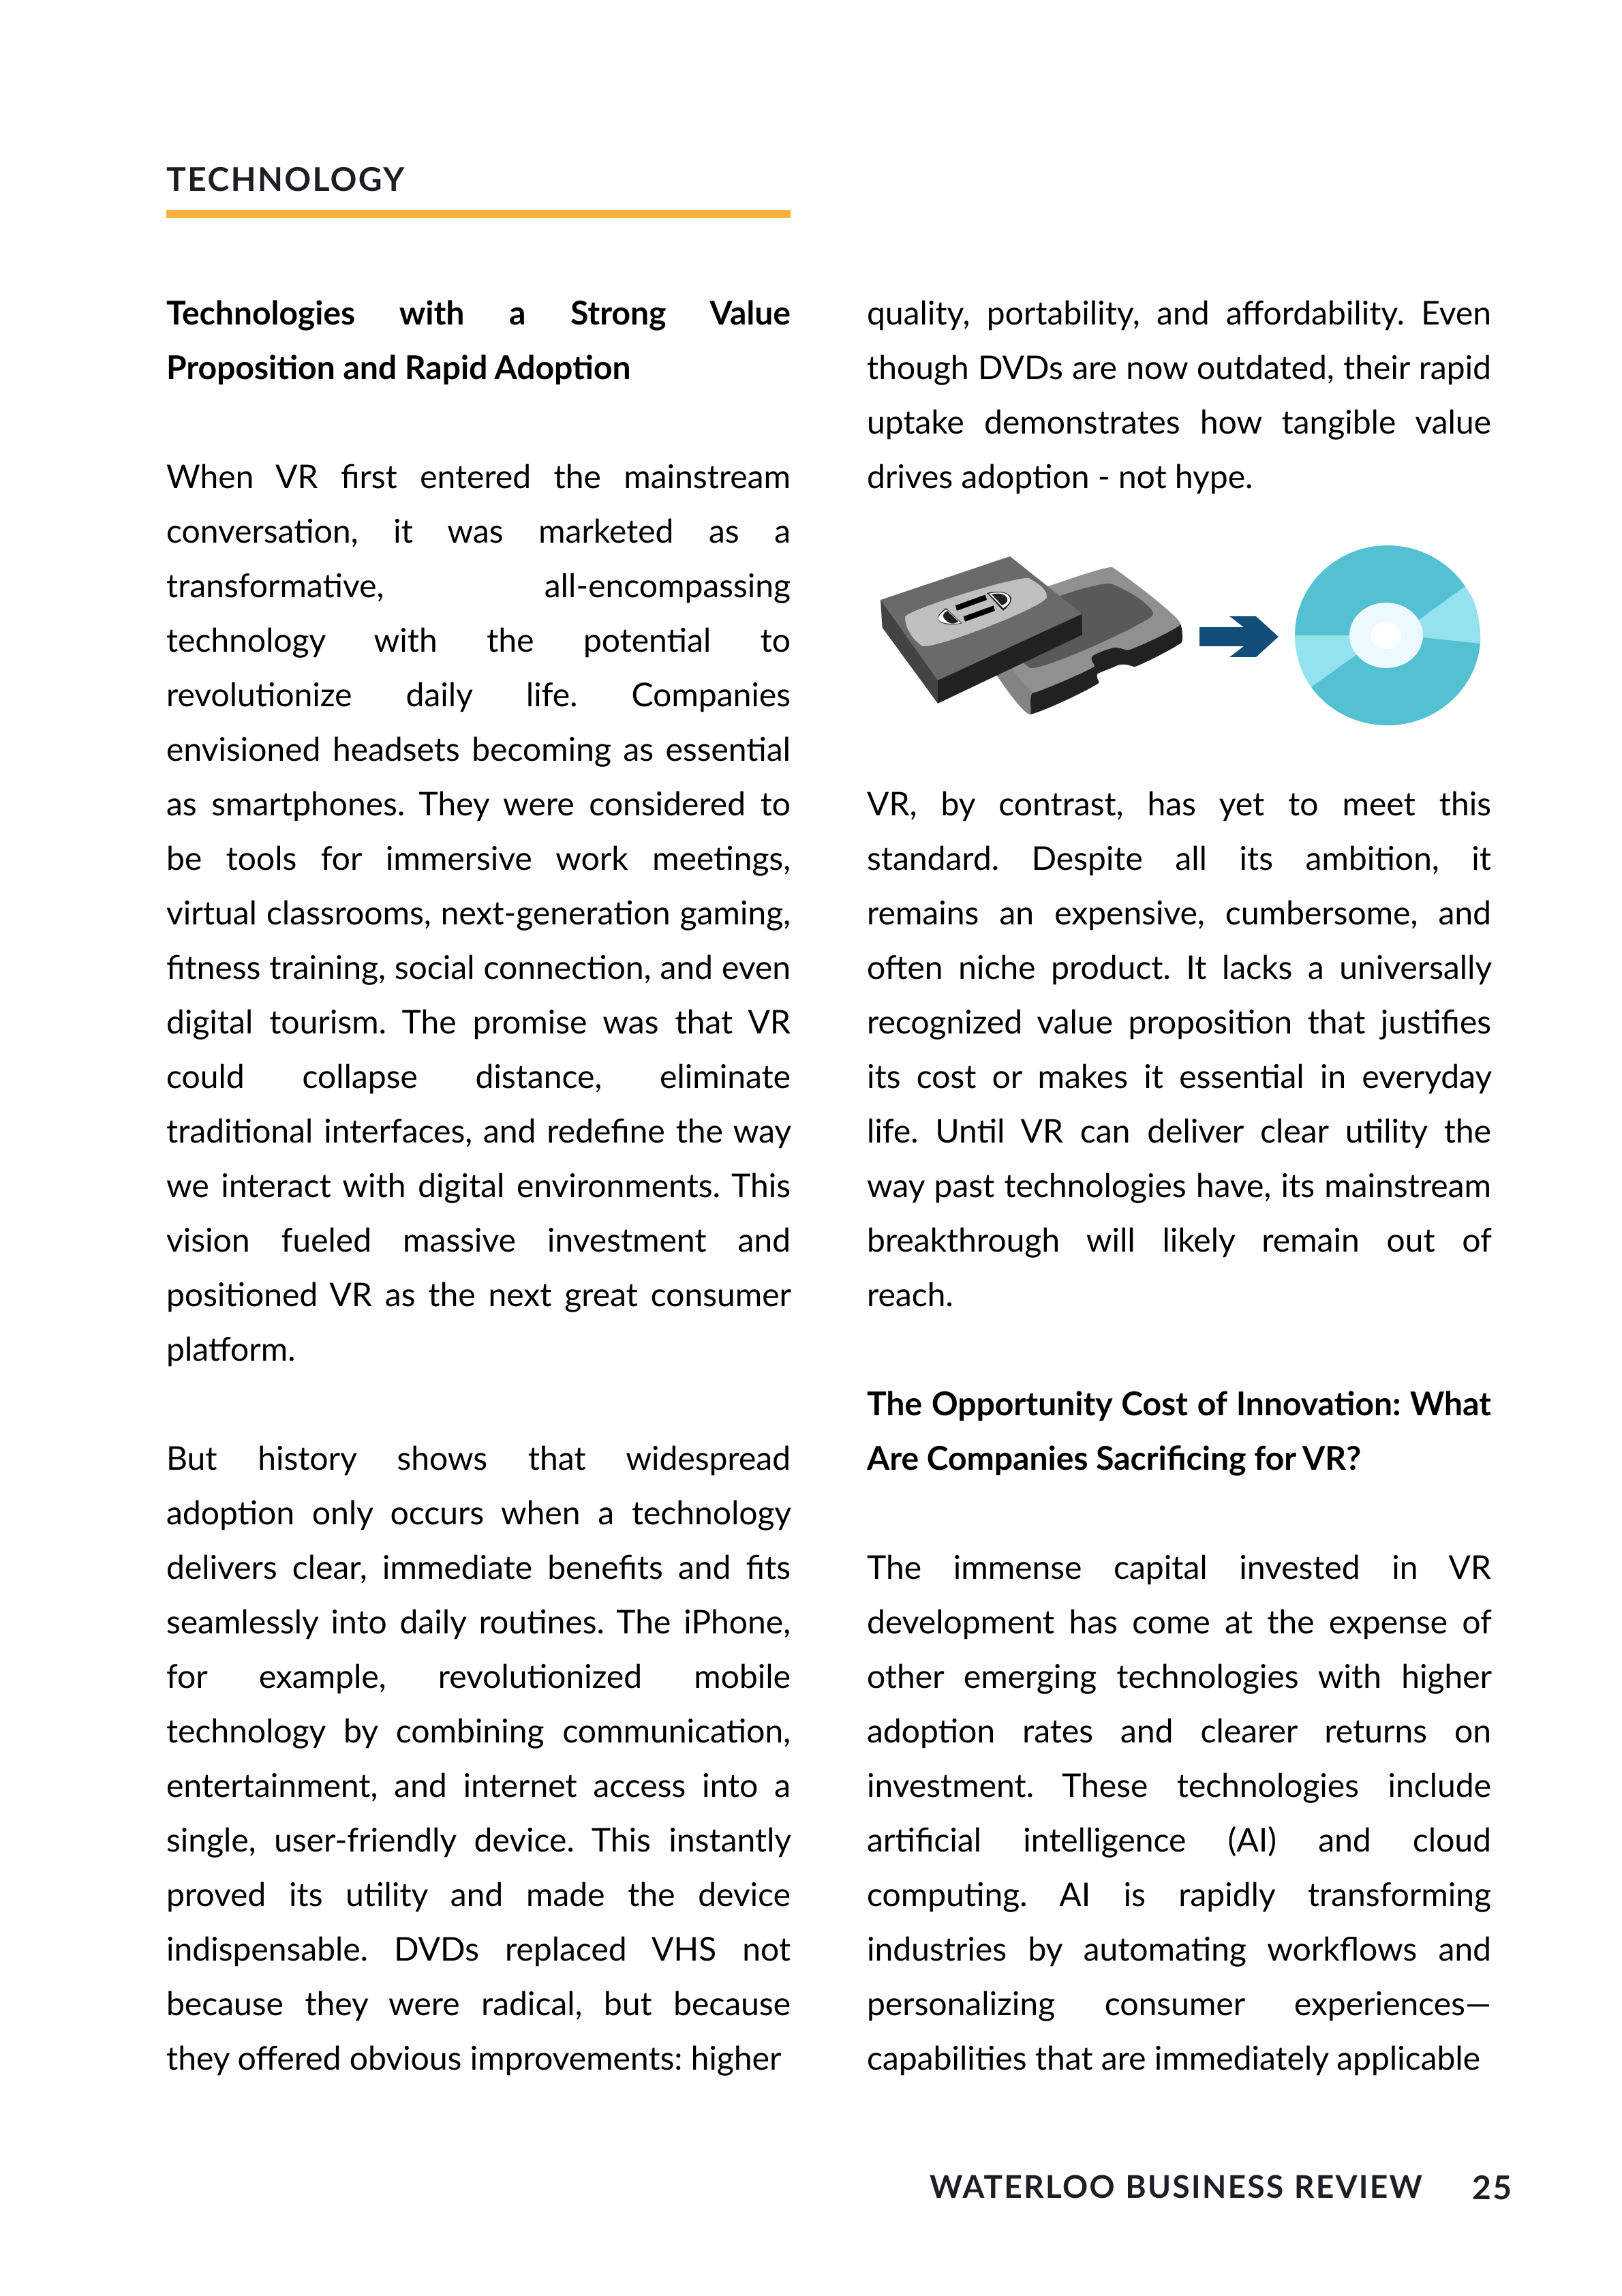 TECHNOLOGY
Technologies with a Strong Value
Proposition and Rapid Adoption
When VR first entered the mainstream
conversation, it was marketed as a
transformative, all-encompassing
technology with the potential to
revolutionize daily life. Companies
envisioned headsets becoming as essential
as smartphones. They were considered to
be tools for immersive work meetings,
virtual classrooms, next-generation gaming,
fitness training, social connection, and even
digital tourism. The promise was that VR
could collapse distance, eliminate
traditional interfaces, and redefine the way
we interact with digital environments. This
vision fueled massive investment and
positioned VR as the next great consumer
platform.
But history shows that widespread
adoption only occurs when a technology
delivers clear, immediate benefits and fits
seamlessly into daily routines. The iPhone,
for example, revolutionized mobile
technology by combining communication,
entertainment, and internet access into a
single, user-friendly device. This instantly
proved its utility and made the device
indispensable. DVDs replaced VHS not
because they were radical, but because
they offered obvious improvements: higher
quality, portability, and affordability. Even
though DVDs are now outdated, their rapid
uptake demonstrates how tangible value
drives adoption - not hype.
VR, by contrast, has yet to meet this
standard. Despite all its ambition, it
remains an expensive, cumbersome, and
often niche product. It lacks a universally
recognized value proposition that justifies
its cost or makes it essential in everyday
life. Until VR can deliver clear utility the
way past technologies have, its mainstream
breakthrough will likely remain out of
reach.
The Opportunity Cost of Innovation: What
Are Companies Sacrificing for VR?
The immense capital invested in VR
development has come at the expense of
other emerging technologies with higher
adoption rates and clearer returns on
investment. These technologies include
artificial intelligence (AI) and cloud
computing. AI is rapidly transforming
industries by automating workflows and
personalizing consumer experiences—
capabilities that are immediately applicable
WATERLOO BUSINESS REVIEW 25